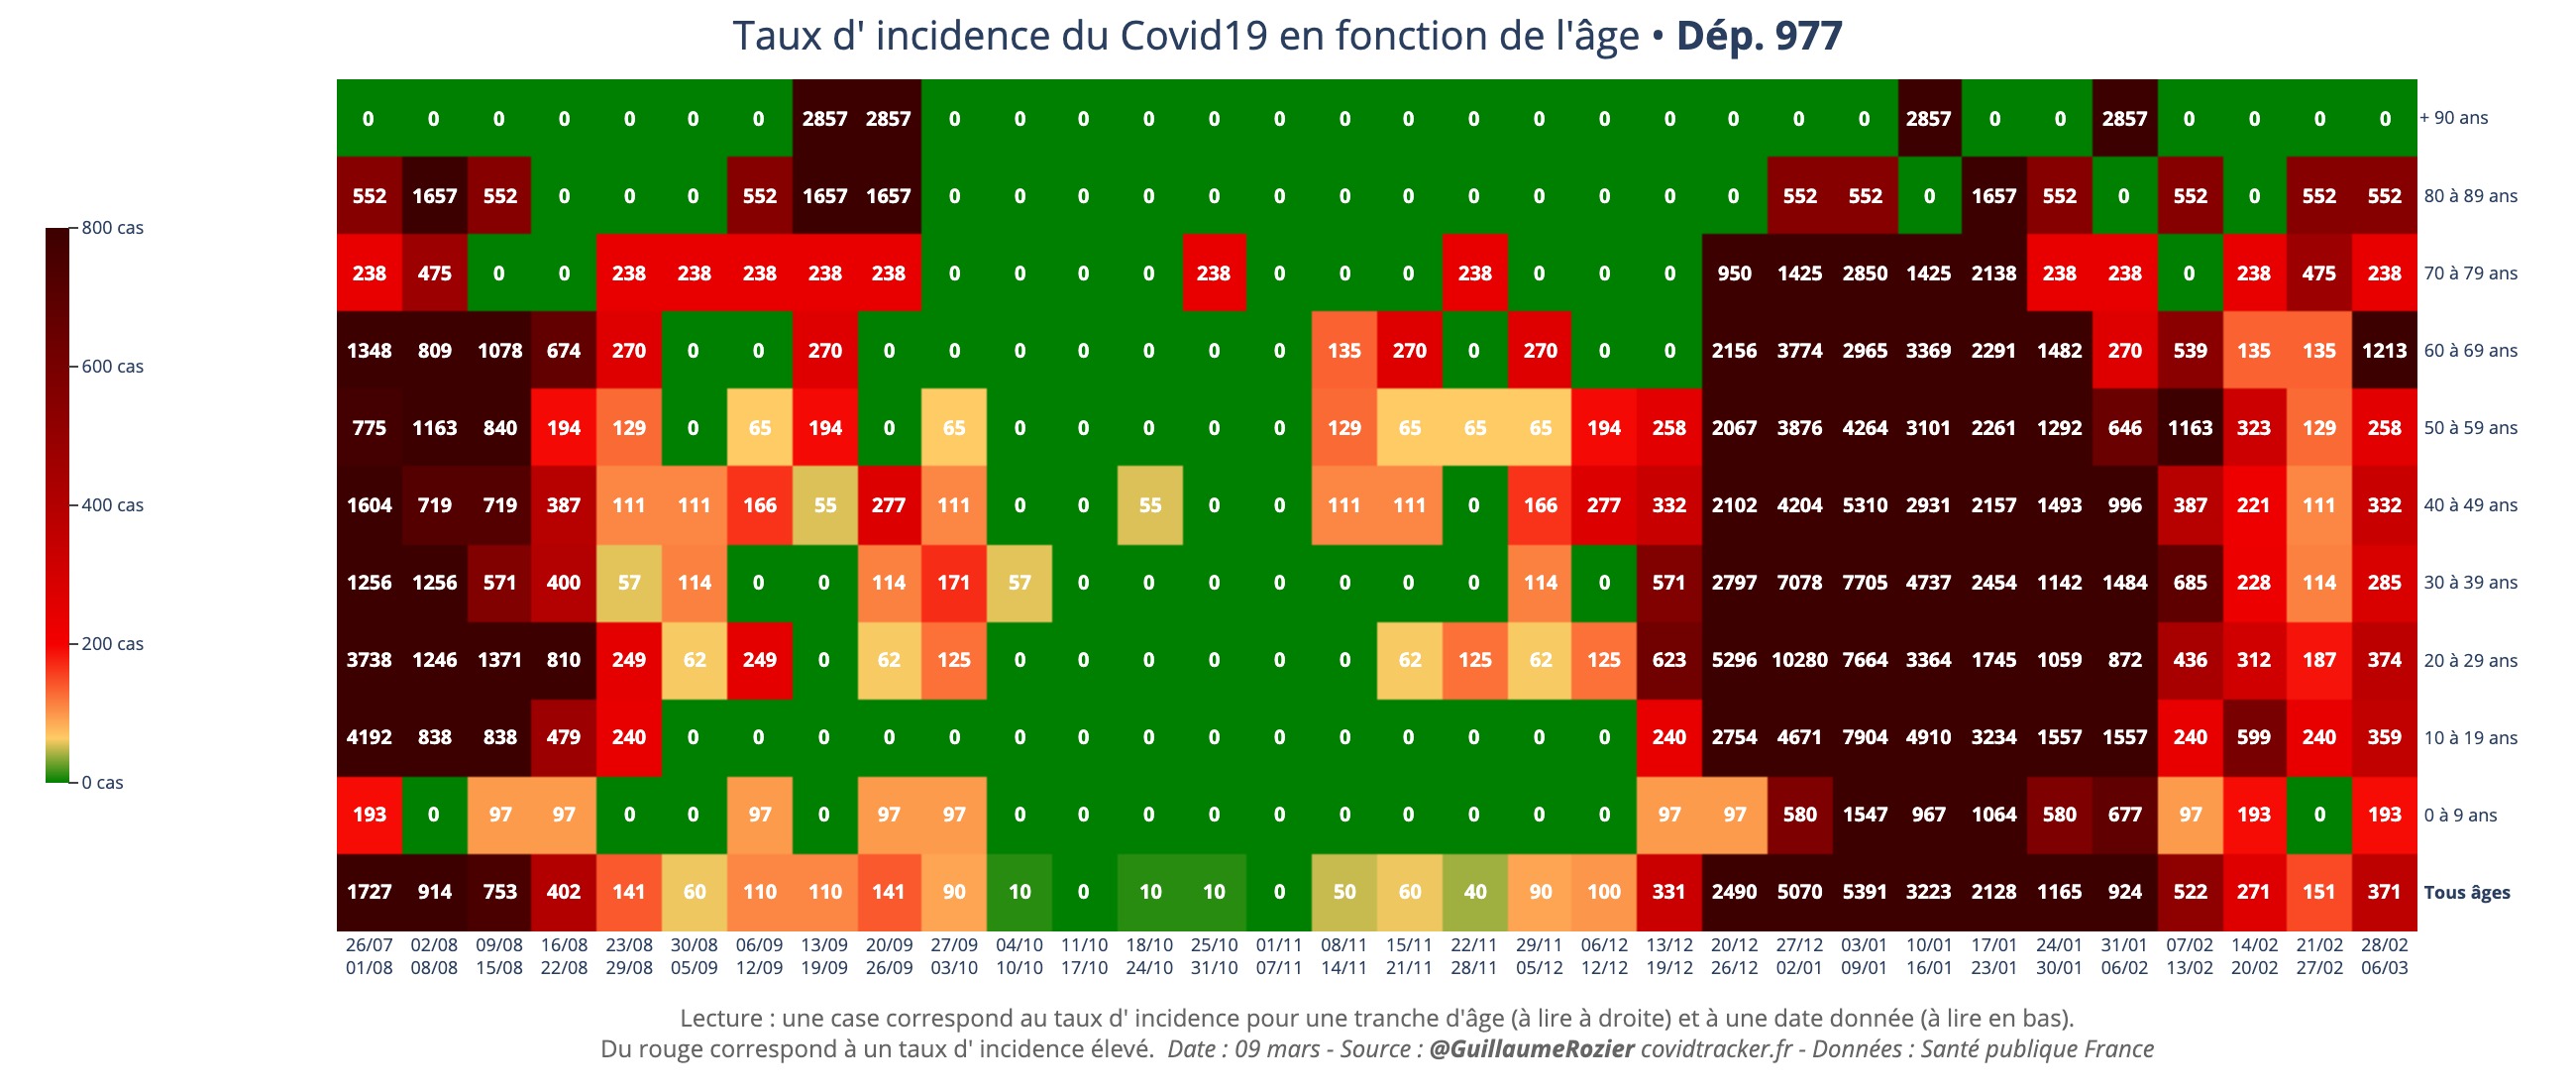 Taux d' incidence du Covid19 en fonction de l'âge • Dép. 977
0 0 0 0 0 0 0 2857 2857 0 0 0 0 0 0 0 0 0 0 0 0 0 0 0 2857 0 0 2857 0 0 0 0 + 90 ans
552 1657 552 0 0 0 552 1657 1657 0 0 0 0 0 0 0 0 0 0 0 0 0 552 552 0 1657 552 0 552 0 552 552 80 à 89 ans
800 cas
238 475 0 0 238 238 238 238 238 0 0 0 0 238 0 0 0 238 0 0 0 950 1425 2850 1425 2138 238 238 0 238 475 238 70 à 79 ans
1348 809 1078 674 270 0 0 270 0 0 0 0 0 0 0 135 270 0 270 0 0 2156 3774 2965 3369 2291 1482 270 539 135 135 1213 60 à 69 ans
600 cas
775 1163 840 194 129 0 65 194 0 65 0 0 0 0 0 129 65 65 65 194 258 2067 3876 4264 3101 2261 1292 646 1163 323 129 258 50 à 59 ans
400 cas
1604 719 719 387 111 111 166 55 277 111 0 0 55 0 0 111 111 0 166 277 332 2102 4204 5310 2931 2157 1493 996 387 221 111 332 40 à 49 ans
1256 1256 571 400 57 114 0 0 114 171 57 0 0 0 0 0 0 0 114 0 571 2797 7078 7705 4737 2454 1142 1484 685 228 114 285 30 à 39 ans
200 cas
3738 1246 1371 810 249 62 249 0 62 125 0 0 0 0 0 0 62 125 62 125 623 5296 10280 7664 3364 1745 1059 872 436 312 187 374 20 à 29 ans
4192 838 838 479 240 0 0 0 0 0 0 0 0 0 0 0 0 0 0 0 240 2754 4671 7904 4910 3234 1557 1557 240 599 240 359 10 à 19 ans
0 cas
193 0 97 97 0 0 97 0 97 97 0 0 0 0 0 0 0 0 0 0 97 97 580 1547 967 1064 580 677 97 193 0 193 0 à 9 ans
1727 914 753 402 141 60 110 110 141 90 10 0 10 10 0 50 60 40 90 100 331 2490 5070 5391 3223 2128 1165 924 522 271 151 371 Tous âges
26/07 02/08 09/08 16/08 23/08 30/08 06/09 13/09 20/09 27/09 04/10 11/10 18/10 25/10 01/11 08/11 15/11 22/11 29/11 06/12 13/12 20/12 27/12 03/01 10/01 17/01 24/01 31/01 07/02 14/02 21/02 28/02
01/08 08/08 15/08 22/08 29/08 05/09 12/09 19/09 26/09 03/10 10/10 17/10 24/10 31/10 07/11 14/11 21/11 28/11 05/12 12/12 19/12 26/12 02/01 09/01 16/01 23/01 30/01 06/02 13/02 20/02 27/02 06/03
Lecture : une case correspond au taux d' incidence pour une tranche d'âge (à lire à droite) et à une date donnée (à lire en bas).
Du rouge correspond à un taux d' incidence élevé. Date : 09 mars - Source : @GuillaumeRozier covidtracker.fr - Données : Santé publique France